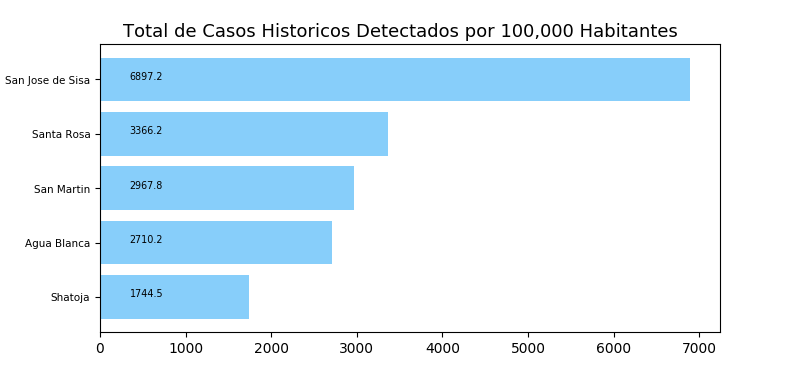 Total de Casos Historicos Detectados por 100,000 Habitantes
San Jose de Sisa 6897.2
Santa Rosa 3366.2
San Martin 2967.8
Agua Blanca 2710.2
Shatoja 1744.5
0 1000 2000 3000 4000 5000 6000 7000